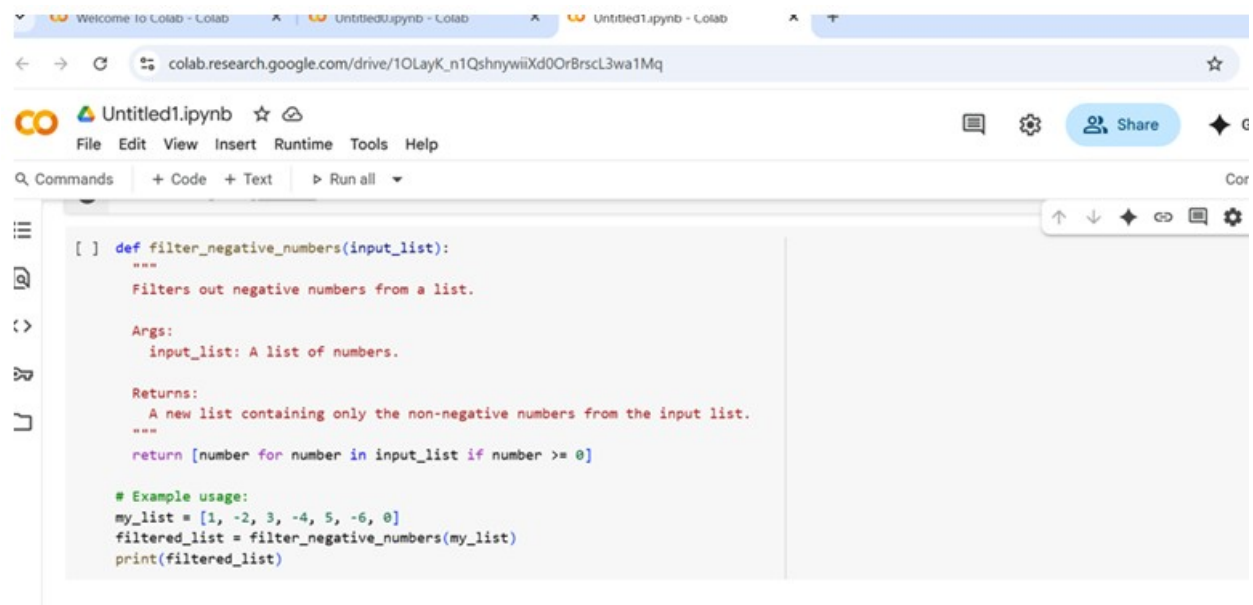 Welcome To Colab - Colab
Untitled0.ipynb - Colab
Untitled1.ipynb - Colab
colab.research.google.com/drive/1OLayK_n1QshnywiiXd0OrBrscL3wa1Mq
CO
Untitled1.ipynb
Share
File Edit View Insert Runtime Tools Help
Commands + Code + Text Run all
[ ] def filter_negative_numbers(input_list):
"""
Filters out negative numbers from a list.
Args:
input_list: A list of numbers.
Returns:
A new list containing only the non-negative numbers from the input list.
"""
return [number for number in input_list if number >= 0]
# Example usage:
my_list = [1, -2, 3, -4, 5, -6, 0]
filtered_list = filter_negative_numbers(my_list)
print(filtered_list)